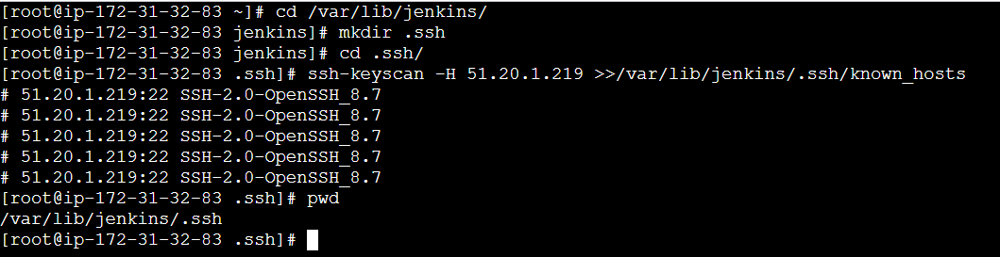 [root@ip-172-31-32-83 ~]# cd /var/lib/jenkins/
[root@ip-172-31-32-83 jenkins]# mkdir .ssh
[root@ip-172-31-32-83 jenkins]# cd .ssh/
[root@ip-172-31-32-83 .ssh]# ssh-keyscan -H 51.20.1.219 >>/var/lib/jenkins/.ssh/known_hosts
# 51.20.1.219:22 SSH-2.0-OpenSSH_8.7
# 51.20.1.219:22 SSH-2.0-OpenSSH_8.7
# 51.20.1.219:22 SSH-2.0-OpenSSH_8.7
# 51.20.1.219:22 SSH-2.0-OpenSSH_8.7
# 51.20.1.219:22 SSH-2.0-OpenSSH_8.7
[root@ip-172-31-32-83 .ssh]# pwd
/var/lib/jenkins/.ssh
[root@ip-172-31-32-83 .ssh]#